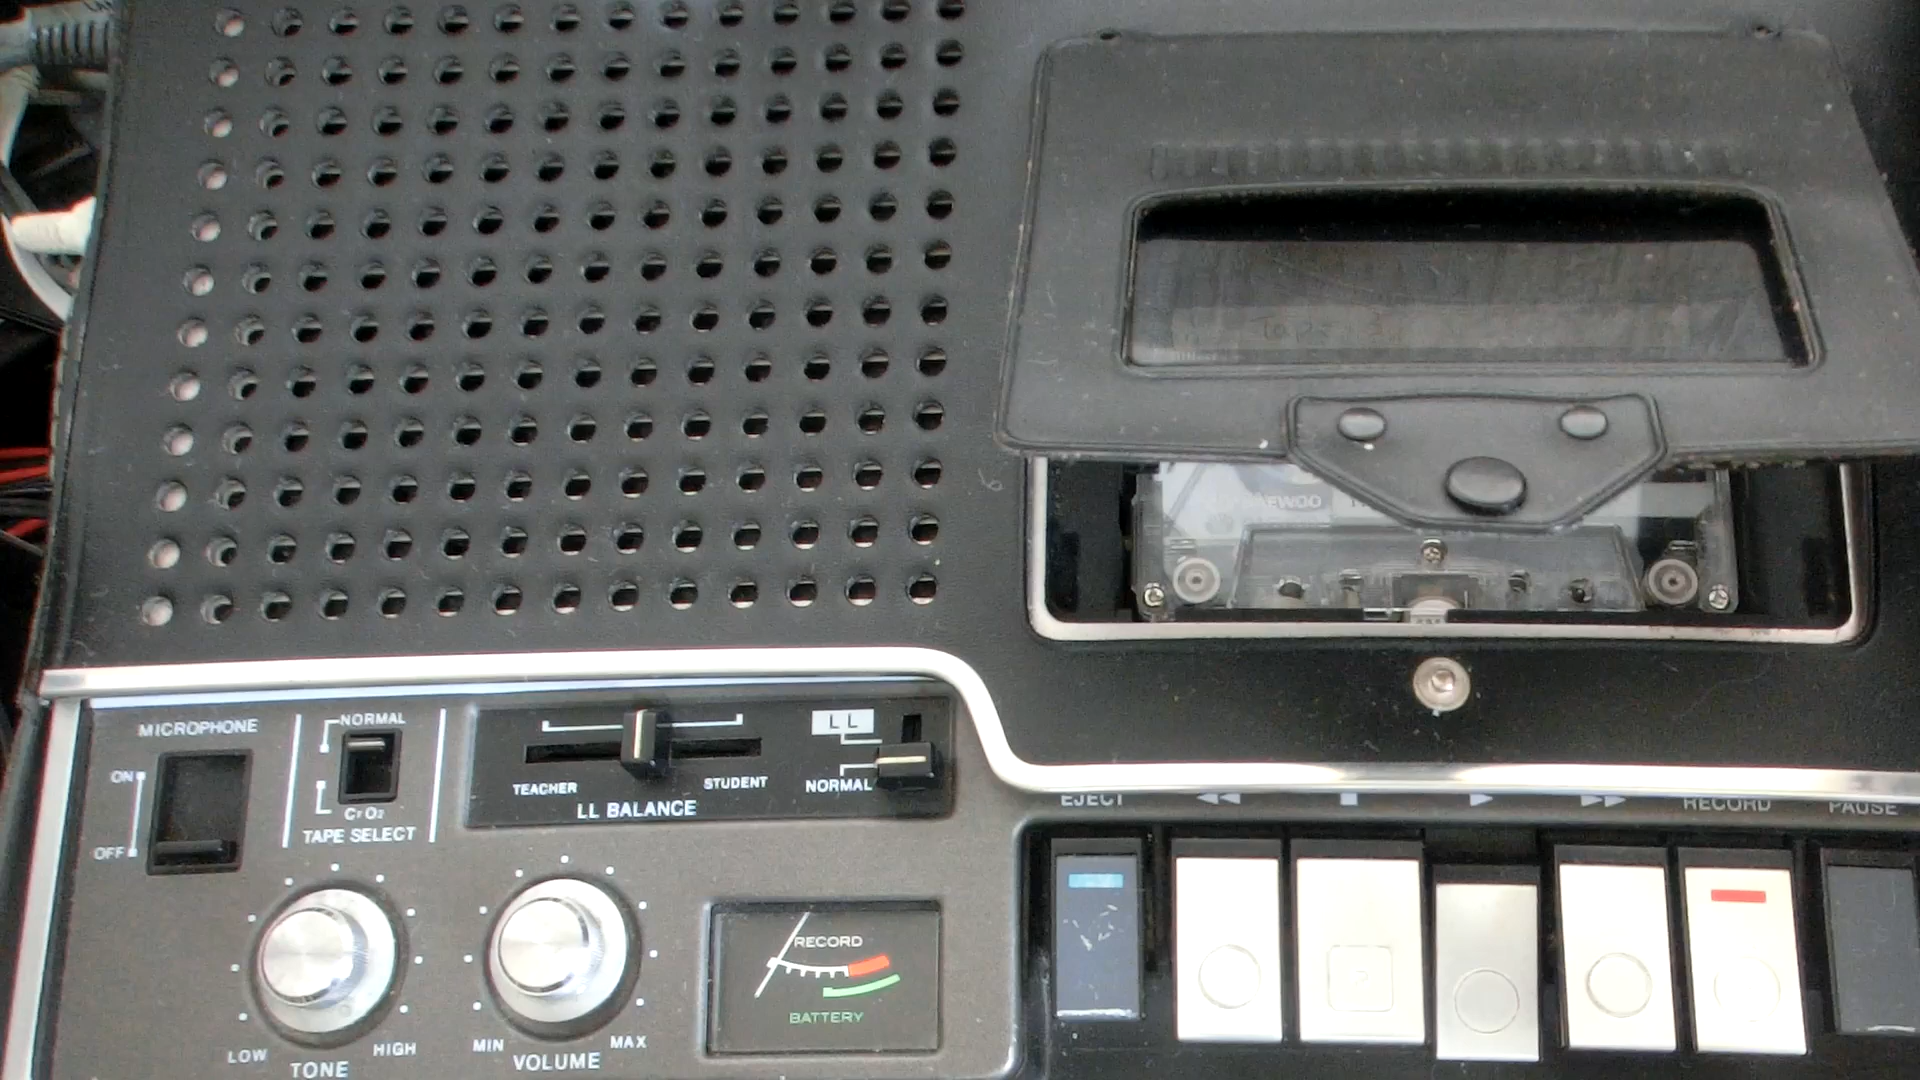 DAEWOO
MICROPHONE
ON
OFF
NORMAL
CrO2
TAPE SELECT
TEACHER
STUDENT
LL BALANCE
LL
NORMAL
EJECT
RECORD
PAUSE
RECORD
BATTERY
LOW
HIGH
TONE
MIN
MAX
VOLUME